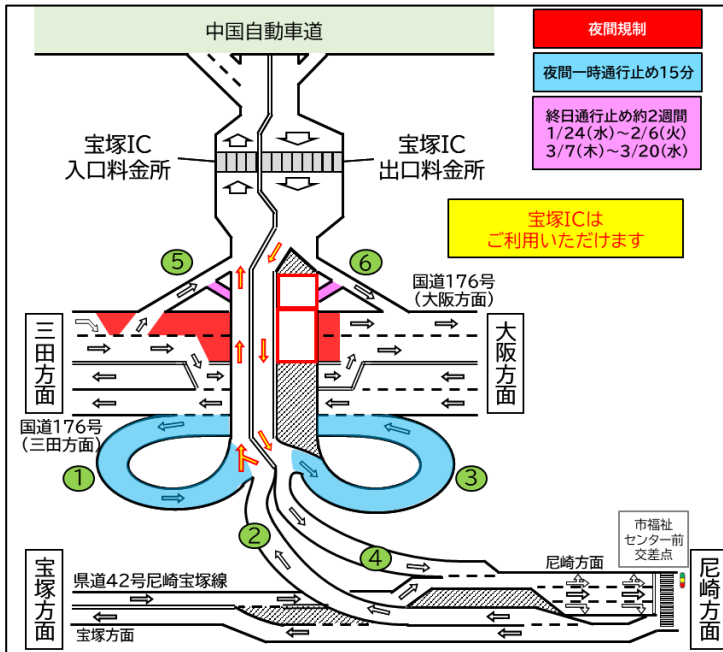 中国自動車道
夜間規制
夜間一時通行止め15分
終日通行止め約2週間
1/24(水)～2/6(火)
3/7(木)～3/20(水)
宝塚IC
入口料金所
宝塚IC
出口料金所
宝塚ICは
ご利用いただけます
⑤
⑥
国道176号
(大阪方面)
三田方面
大阪方面
国道176号
(三田方面)
①
③
②
④
市福祉
センター前
交差点
尼崎方面
宝塚方面
県道42号尼崎宝塚線
尼崎方面
宝塚方面